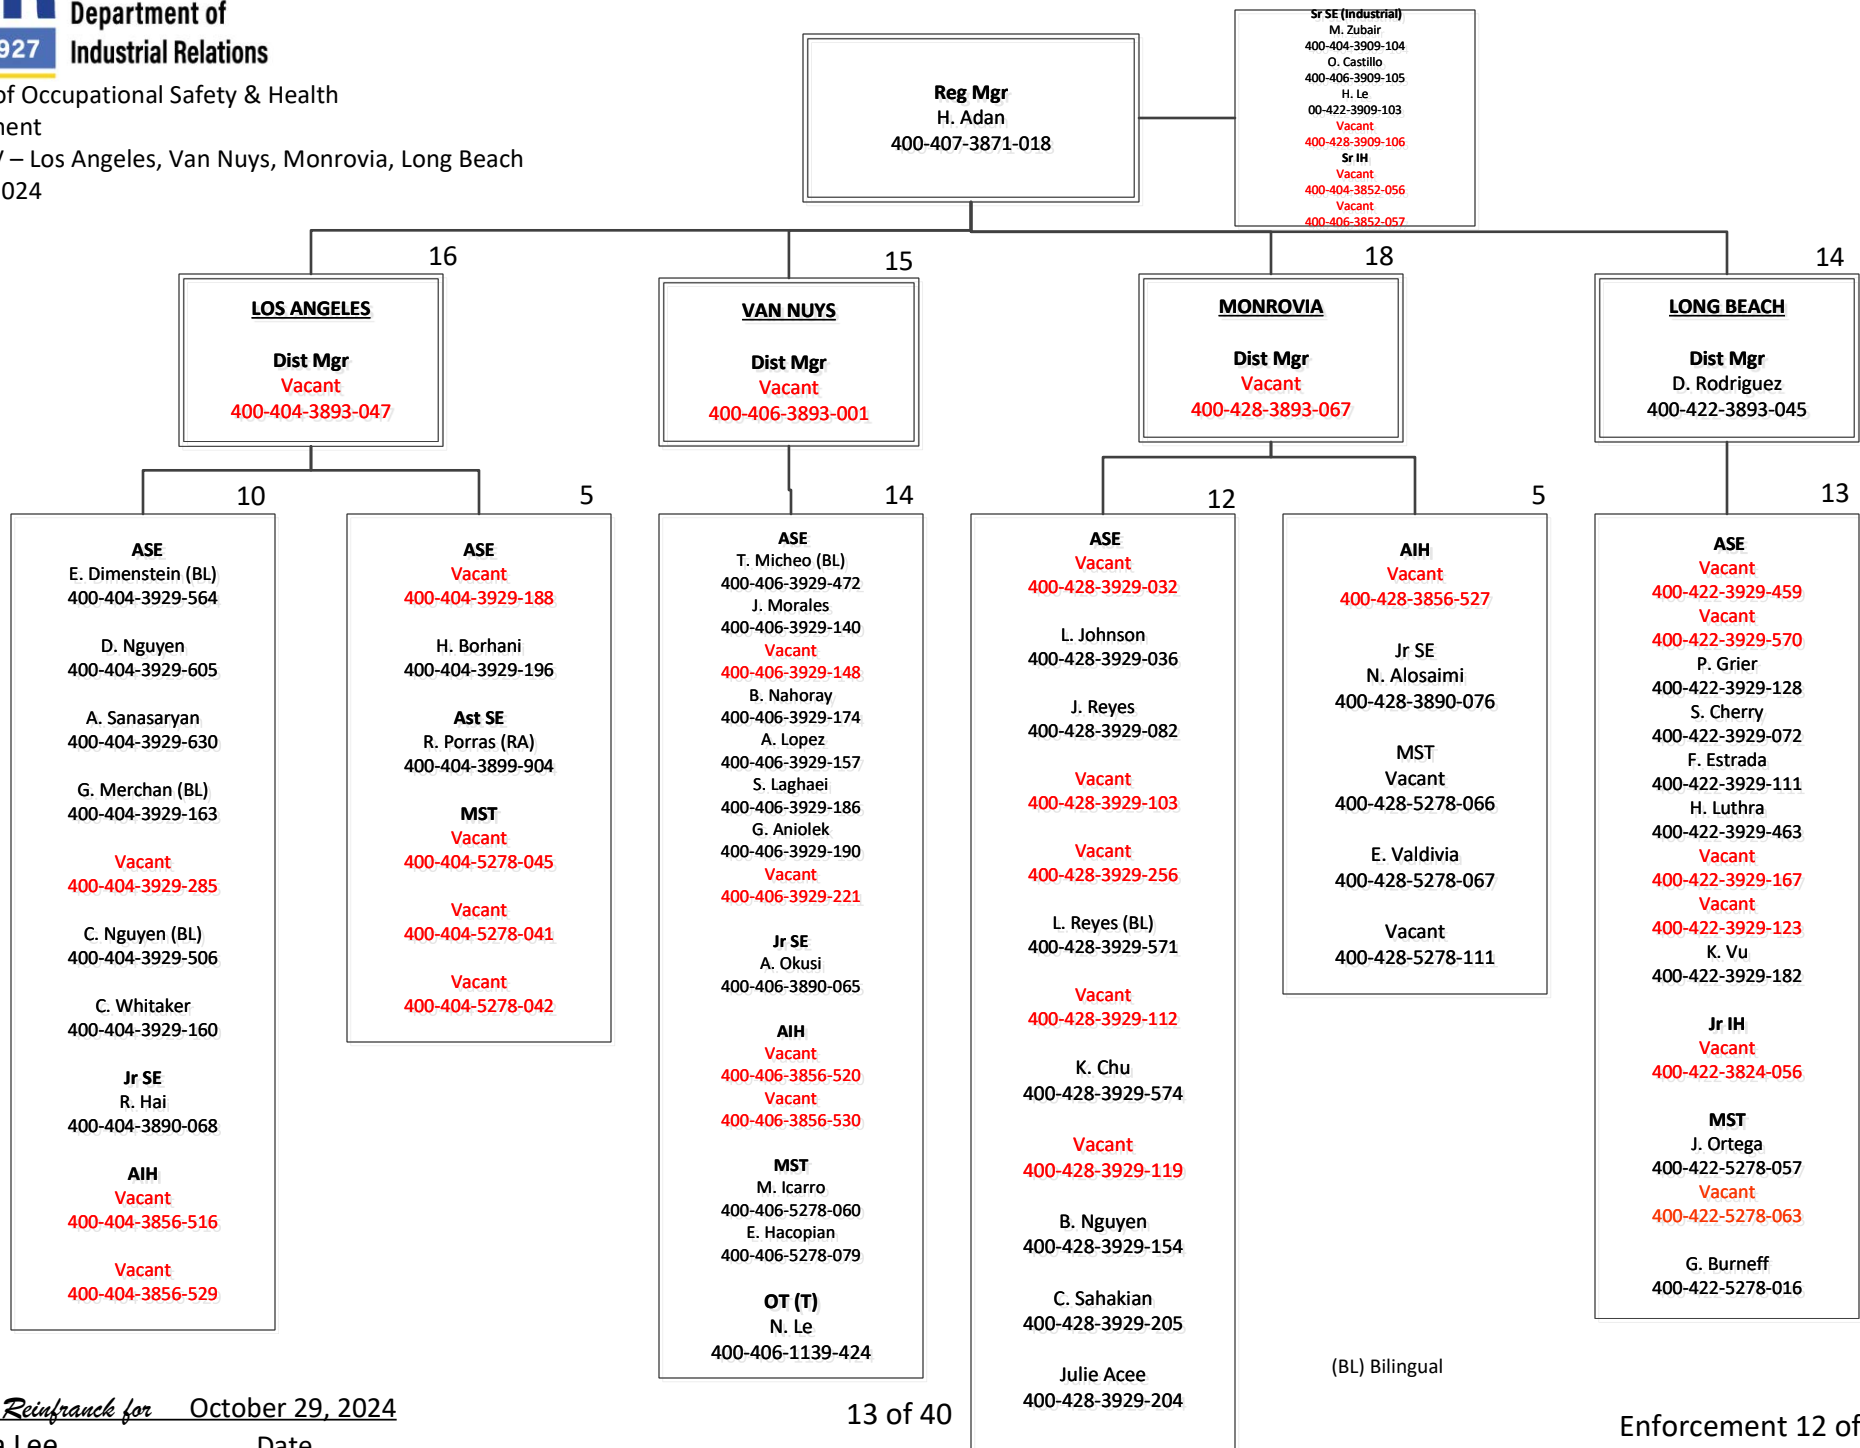 Department of
927
Industrial Relations
of Occupational Safety & Health
– Los Angeles, Van Nuys, Monrovia, Long Beach
024
Reg Mgr
H. Adan
400-407-3871-018
Sr SE (Industrial)
M. Zubair
400-404-3909-104
O. Castillo
400-406-3909-105
H. Le
00-422-3909-103
Vacant
400-428-3909-106
Sr IH
Vacant
400-404-3852-056
Vacant
400-406-3852-057
16
LOS ANGELES
Dist Mgr
Vacant
400-404-3893-047
15
VAN NUYS
Dist Mgr
Vacant
400-406-3893-001
18
MONROVIA
Dist Mgr
Vacant
400-428-3893-067
14
LONG BEACH
Dist Mgr
D. Rodriguez
400-422-3893-045
10
ASE
E. Dimenstein (BL)
400-404-3929-564
D. Nguyen
400-404-3929-605
A. Sanasaryan
400-404-3929-630
G. Merchan (BL)
400-404-3929-163
Vacant
400-404-3929-285
C. Nguyen (BL)
400-404-3929-506
C. Whitaker
400-404-3929-160
Jr SE
R. Hai
400-404-3890-068
AIH
Vacant
400-404-3856-516
Vacant
400-404-3856-529
5
ASE
Vacant
400-404-3929-188
H. Borhani
400-404-3929-196
Ast SE
R. Porras (RA)
400-404-3899-904
MST
Vacant
400-404-5278-045
Vacant
400-404-5278-041
Vacant
400-404-5278-042
14
ASE
T. Micheo (BL)
400-406-3929-472
J. Morales
400-406-3929-140
Vacant
400-406-3929-148
B. Nahoray
400-406-3929-174
A. Lopez
400-406-3929-157
S. Laghaei
400-406-3929-186
G. Aniolek
400-406-3929-190
Vacant
400-406-3929-221
Jr SE
A. Okusi
400-406-3890-065
AIH
Vacant
400-406-3856-520
Vacant
400-406-3856-530
MST
M. Icarro
400-406-5278-060
E. Hacopian
400-406-5278-079
OT (T)
N. Le
400-406-1139-424
12
ASE
Vacant
400-428-3929-032
L. Johnson
400-428-3929-036
J. Reyes
400-428-3929-082
Vacant
400-428-3929-103
Vacant
400-428-3929-256
L. Reyes (BL)
400-428-3929-571
Vacant
400-428-3929-112
K. Chu
400-428-3929-574
Vacant
400-428-3929-119
B. Nguyen
400-428-3929-154
C. Sahakian
400-428-3929-205
Julie Acee
400-428-3929-204
5
AIH
Vacant
400-428-3856-527
Jr SE
N. Alosaimi
400-428-3890-076
MST
Vacant
400-428-5278-066
E. Valdivia
400-428-5278-067
Vacant
400-428-5278-111
13
ASE
Vacant
400-422-3929-459
Vacant
400-422-3929-570
P. Grier
400-422-3929-128
S. Cherry
400-422-3929-072
F. Estrada
400-422-3929-111
H. Luthra
400-422-3929-463
Vacant
400-422-3929-167
Vacant
400-422-3929-123
K. Vu
400-422-3929-182
Jr IH
Vacant
400-422-3824-056
MST
J. Ortega
400-422-5278-057
Vacant
400-422-5278-063
G. Burneff
400-422-5278-016
(BL) Bilingual
Reinfranck for October 29, 2024
Lee Date
13 of 40
Enforcement 12 of